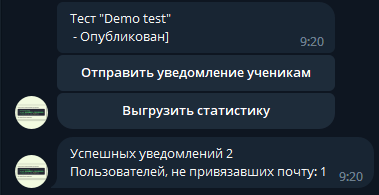 Тест "Demo test"
- Опубликован]
9:20
Отправить уведомление ученикам
Выгрузить статистику
Успешных уведомлений 2
Пользователей, не привязавших почту: 1 9:20